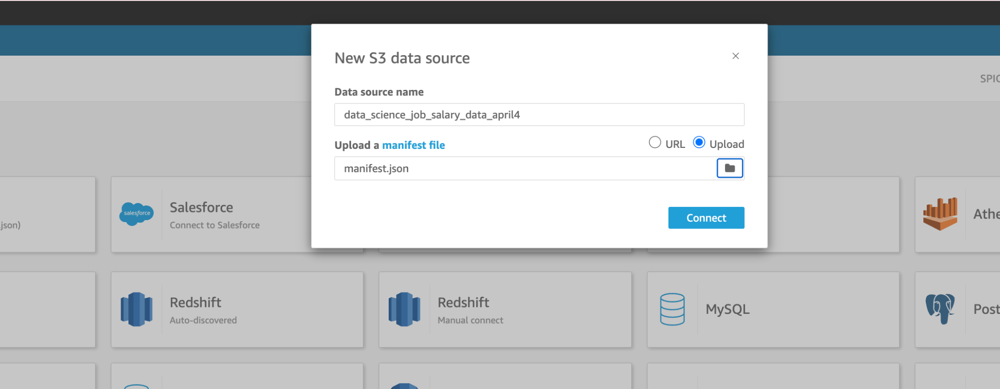 New S3 data source
Data source name
data_science_job_salary_data_april4
Upload a manifest file
URL
Upload
manifest.json
Connect
SPIC
json)
salesforce
Salesforce
Connect to Salesforce
Athe
Redshift
Auto-discovered
Redshift
Manual connect
MySQL
Post